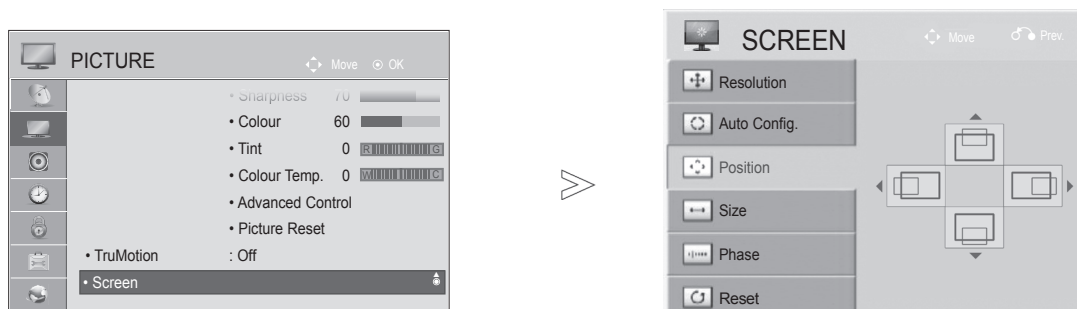 PICTURE
Move OK
• Sharpness 70
• Colour 60
• Tint 0 R G
• Colour Temp. 0 W C
• Advanced Control
• Picture Reset
• TruMotion : Off
• Screen
SCREEN
Move Prev.
Resolution
Auto Config.
Position
Size
Phase
Reset